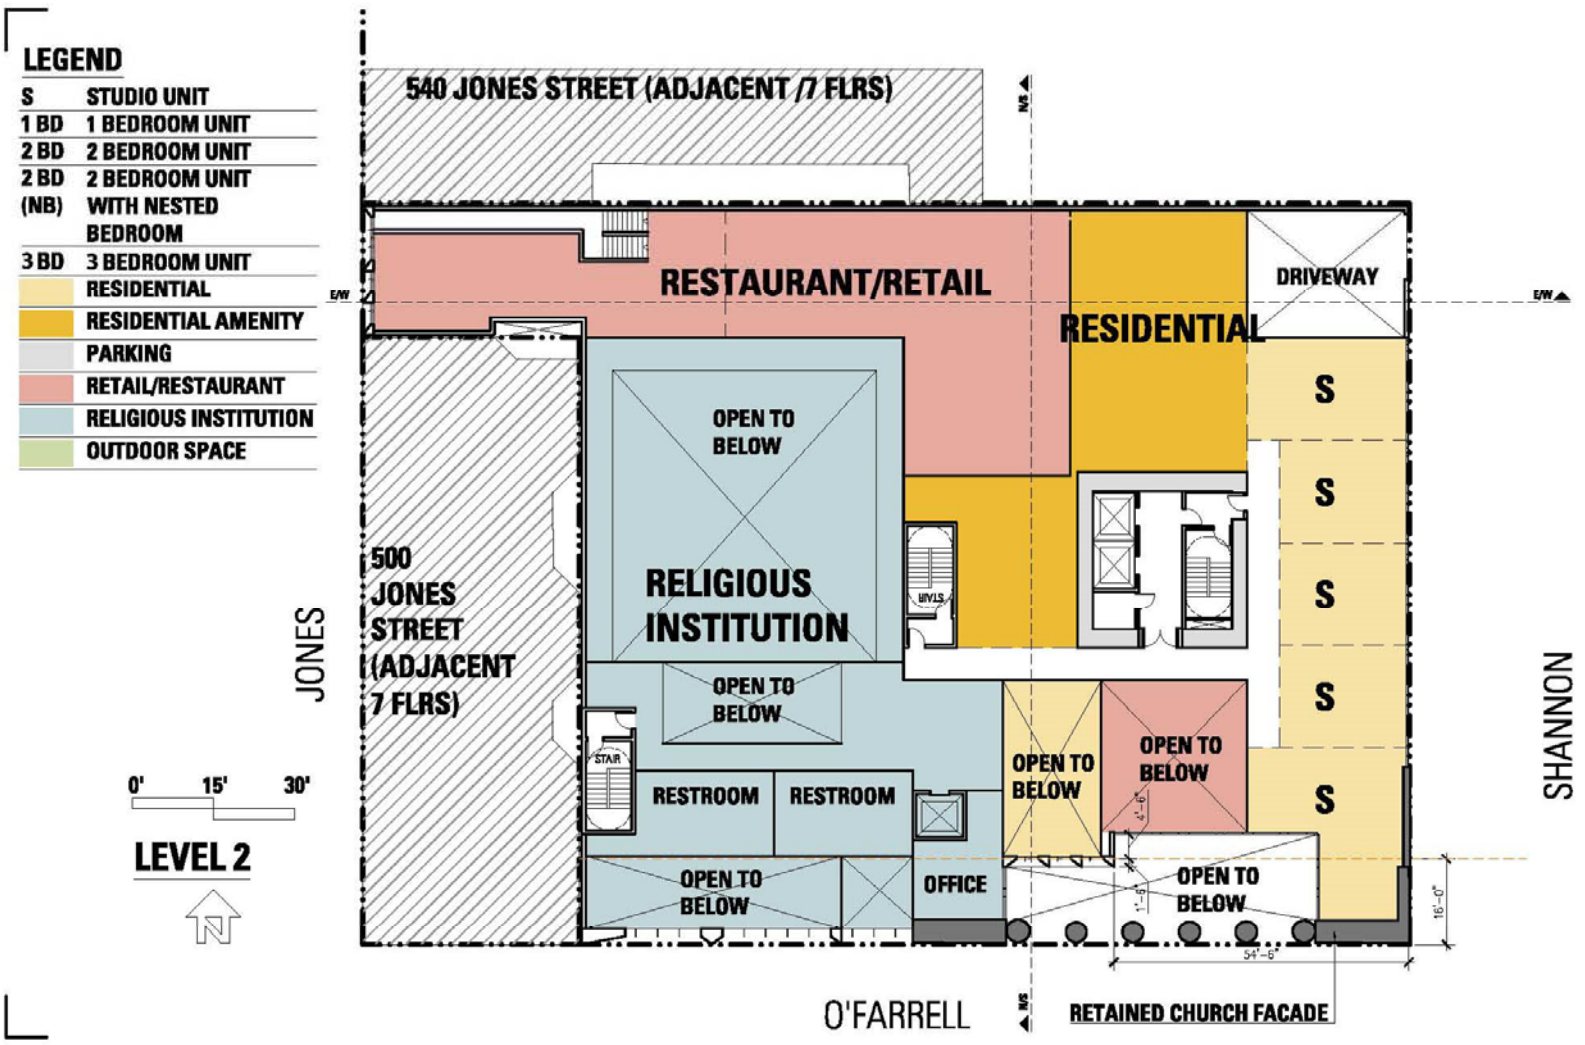 LEGEND
S STUDIO UNIT
1 BD 1 BEDROOM UNIT
2 BD 2 BEDROOM UNIT
2 BD 2 BEDROOM UNIT
(NB) WITH NESTED
BEDROOM
3 BD 3 BEDROOM UNIT
RESIDENTIAL
RESIDENTIAL AMENITY
PARKING
RETAIL/RESTAURANT
RELIGIOUS INSTITUTION
OUTDOOR SPACE
540 JONES STREET (ADJACENT /7 FLRS)
N/S
RESTAURANT/RETAIL
DRIVEWAY
E/W
E/W
RESIDENTIAL
S
OPEN TO
BELOW
S
500
JONES
STREET
(ADJACENT
7 FLRS)
RELIGIOUS
INSTITUTION
STAIR
S
JONES
SHANNON
OPEN TO
BELOW
S
STAIR
OPEN TO
BELOW
OPEN TO
BELOW
RESTROOM
RESTROOM
S
4'-6"
0' 15' 30'
LEVEL 2
N
OPEN TO
BELOW
OFFICE
OPEN TO
BELOW
1'-6"
16'-0"
54'-6"
O'FARRELL
N/S
RETAINED CHURCH FACADE